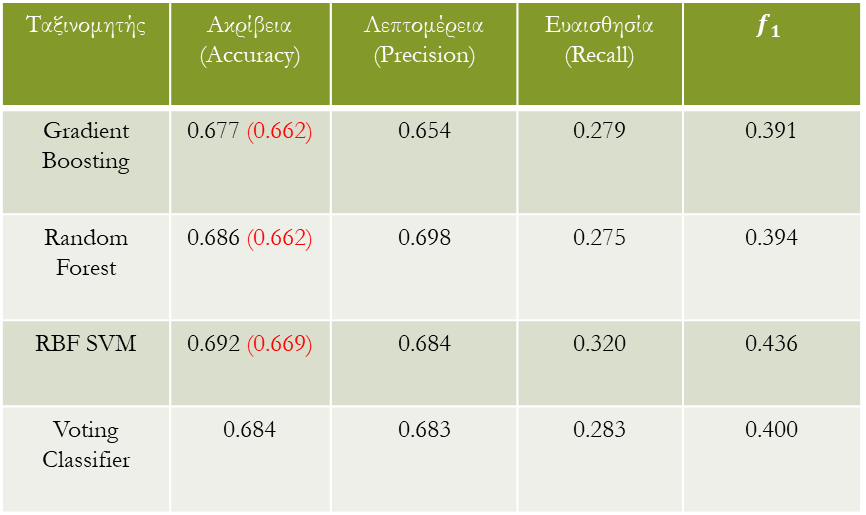 Ταξινομητής Ακρίβεια Λεπτομέρεια Ευαισθησία f1
(Accuracy) (Precision) (Recall)
Gradient 0.677 (0.662) 0.654 0.279 0.391
Boosting
Random 0.686 (0.662) 0.698 0.275 0.394
Forest
RBF SVM 0.692 (0.669) 0.684 0.320 0.436
Voting 0.684 0.683 0.283 0.400
Classifier